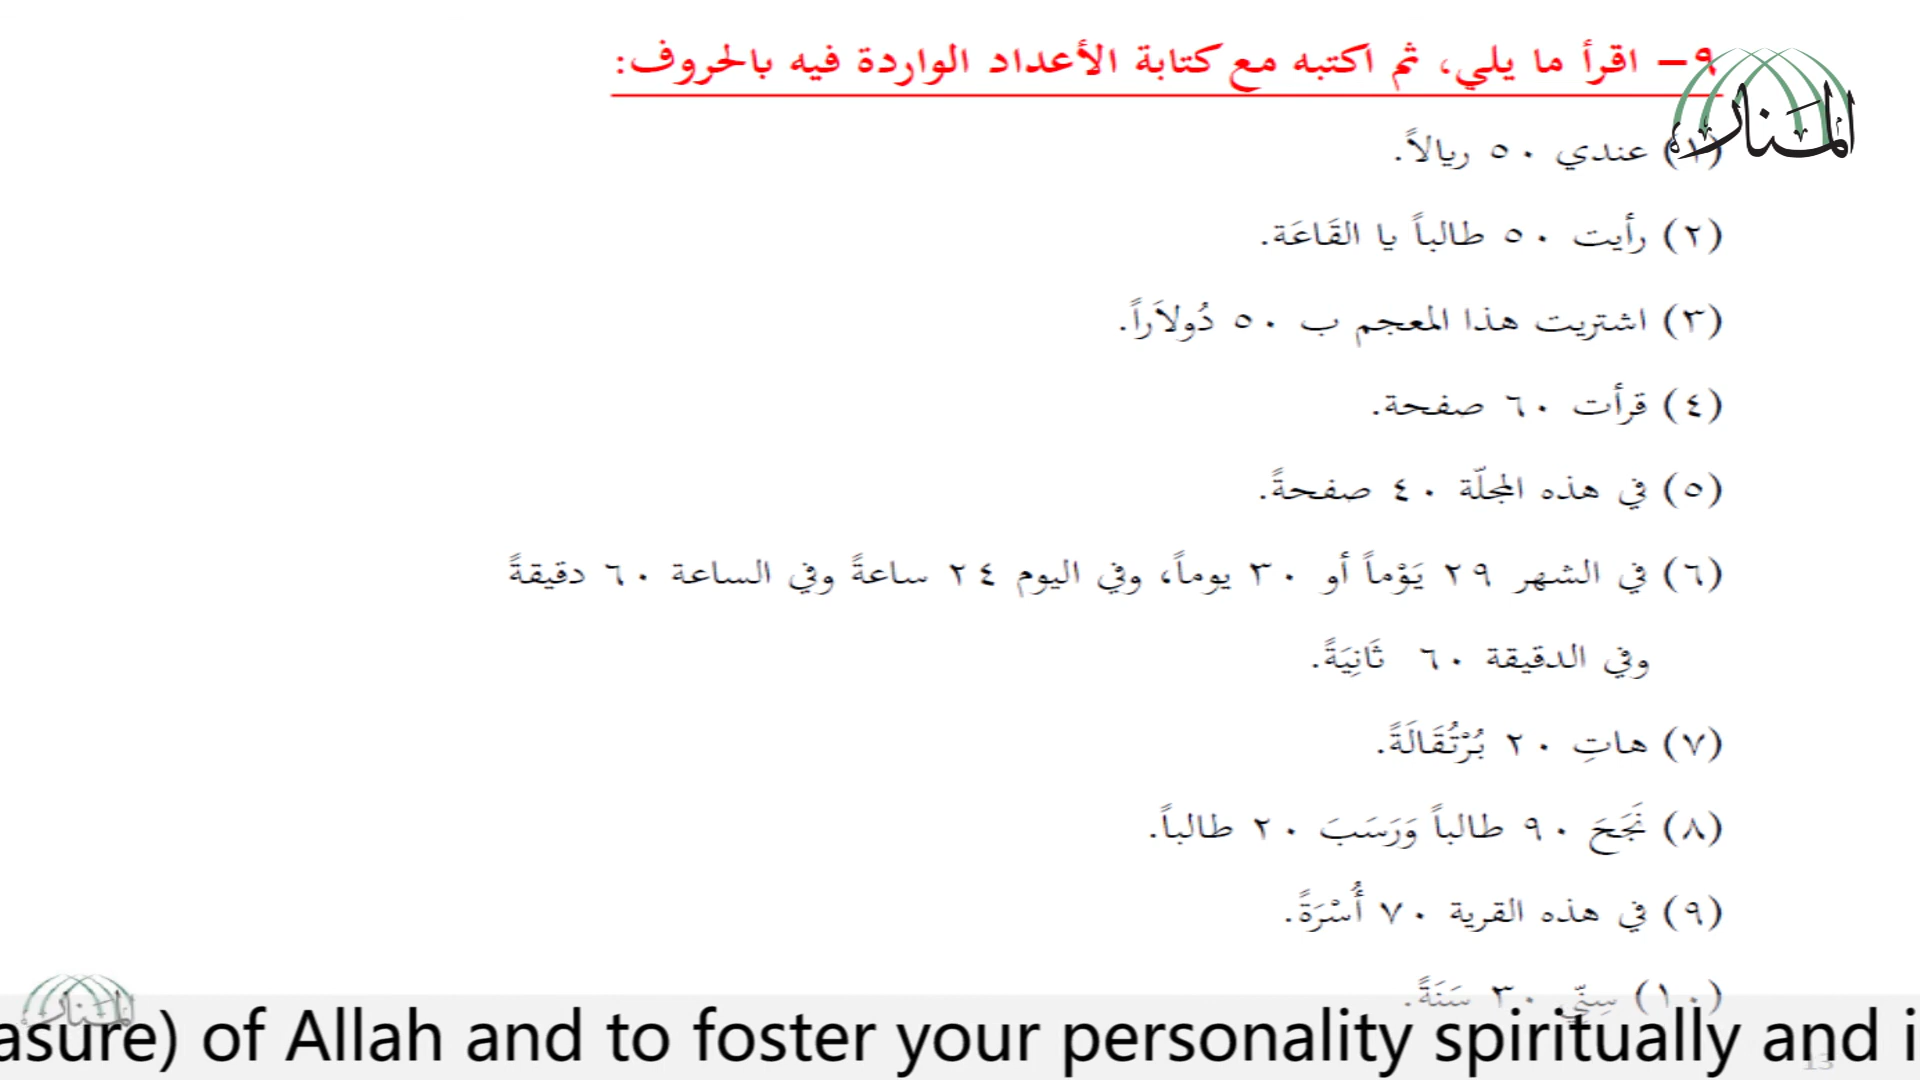 ٩– اقرأ ما يلي، ثم اكتبه مع كتابة الأعداد الواردة فيه بالحروف:
المنار
(١) عندي ٥٠ ريالاً.
(٢) رأيت ٥٠ طالباً يا القَاعَة.
(٣) اشتريت هذا المعجم ب ٥٠ دُولاَراً.
(٤) قرأت ٦٠ صفحة.
(٥) في هذه المجلّة ٤٠ صفحةً.
(٦) في الشهر ٢٩ يَوْماً أو ٣٠ يوماً، وفي اليوم ٢٤ ساعةً وفي الساعة ٦٠ دقيقةً
وفي الدقيقة ٦٠ ثَانِيَةً.
(٧) هاتِ ٢٠ بُرْتُقَالَةً.
(٨) نَجَحَ ٩٠ طالباً وَرَسَبَ ٢٠ طالباً.
(٩) في هذه القرية ٧٠ أُسْرَةً.
(١٠) سِنِّي ٣٠ سَنَةً.
المنار
asure) of Allah and to foster your personality spiritually and i
13